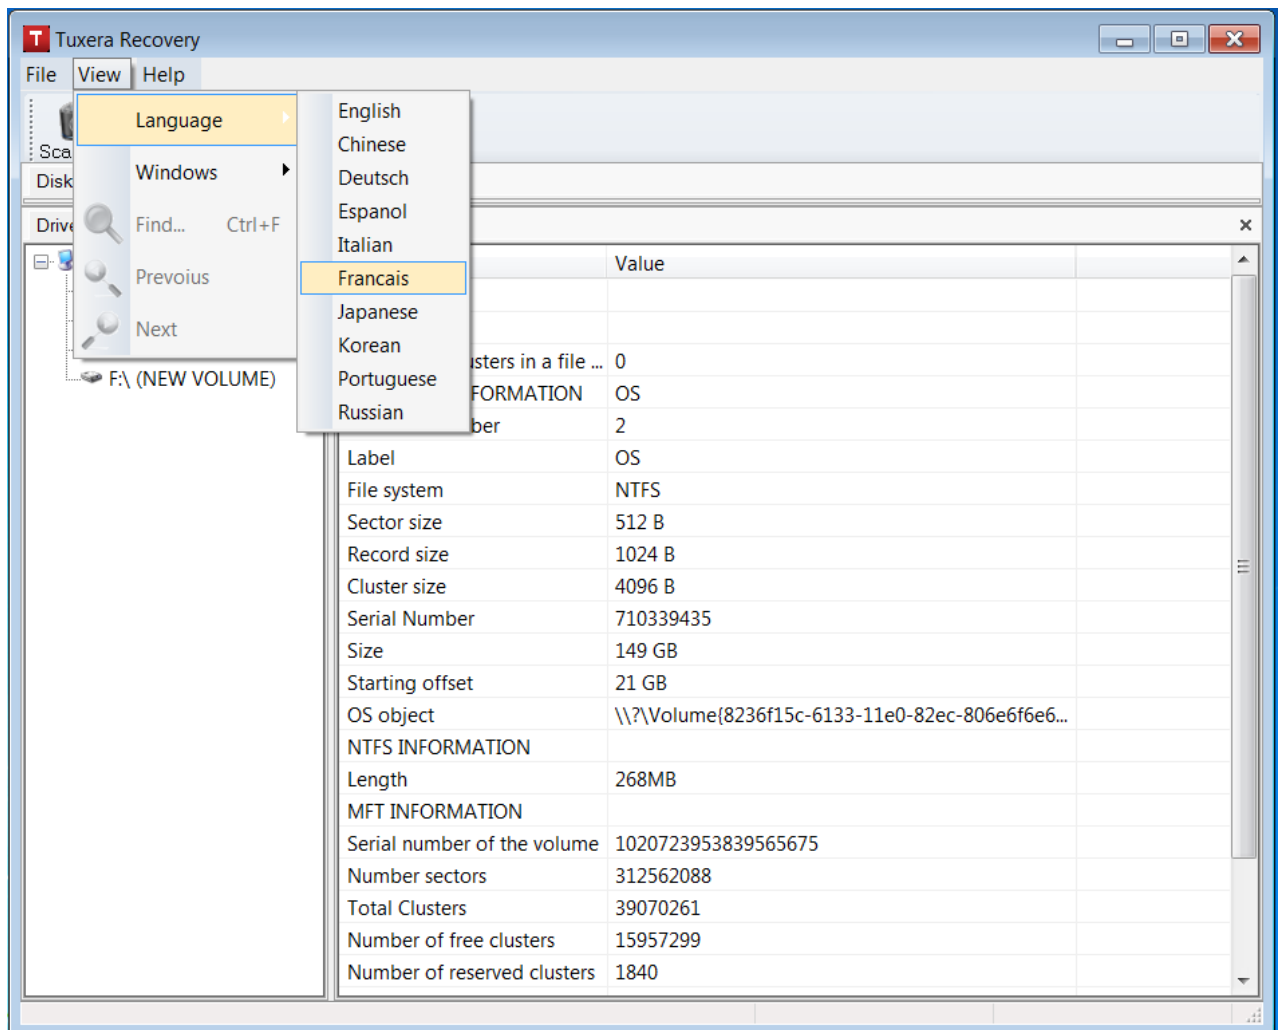 Tuxera Recovery
File View Help
Language
Windows
Find... Ctrl+F
Prevoius
Next
English
Chinese
Deutsch
Espanol
Italian
Francais
Japanese
Korean
Portuguese
Russian
Sca
Disk
Drive
F:\ (NEW VOLUME)
Value
sters in a file ... 0
FORMATION OS
ber 2
Label OS
File system NTFS
Sector size 512 B
Record size 1024 B
Cluster size 4096 B
Serial Number 710339435
Size 149 GB
Starting offset 21 GB
OS object \\?\Volume{8236f15c-6133-11e0-82ec-806e6f6e6...
NTFS INFORMATION
Length 268MB
MFT INFORMATION
Serial number of the volume 1020723953839565675
Number sectors 312562088
Total Clusters 39070261
Number of free clusters 15957299
Number of reserved clusters 1840